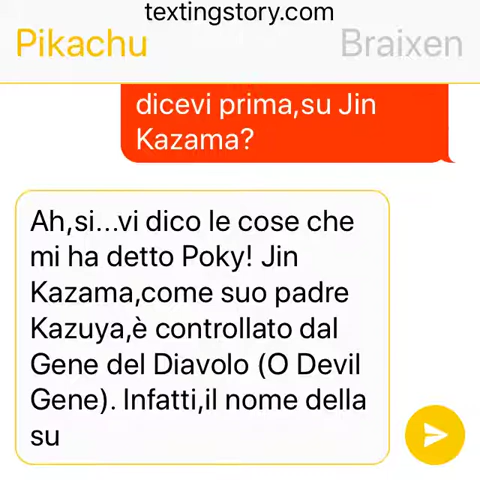 textingstory.com
Pikachu Braixen
dicevi prima,su Jin
Kazama?
Ah,si...vi dico le cose che
mi ha detto Poky! Jin
Kazama,come suo padre
Kazuya,è controllato dal
Gene del Diavolo (O Devil
Gene). Infatti,il nome della
su